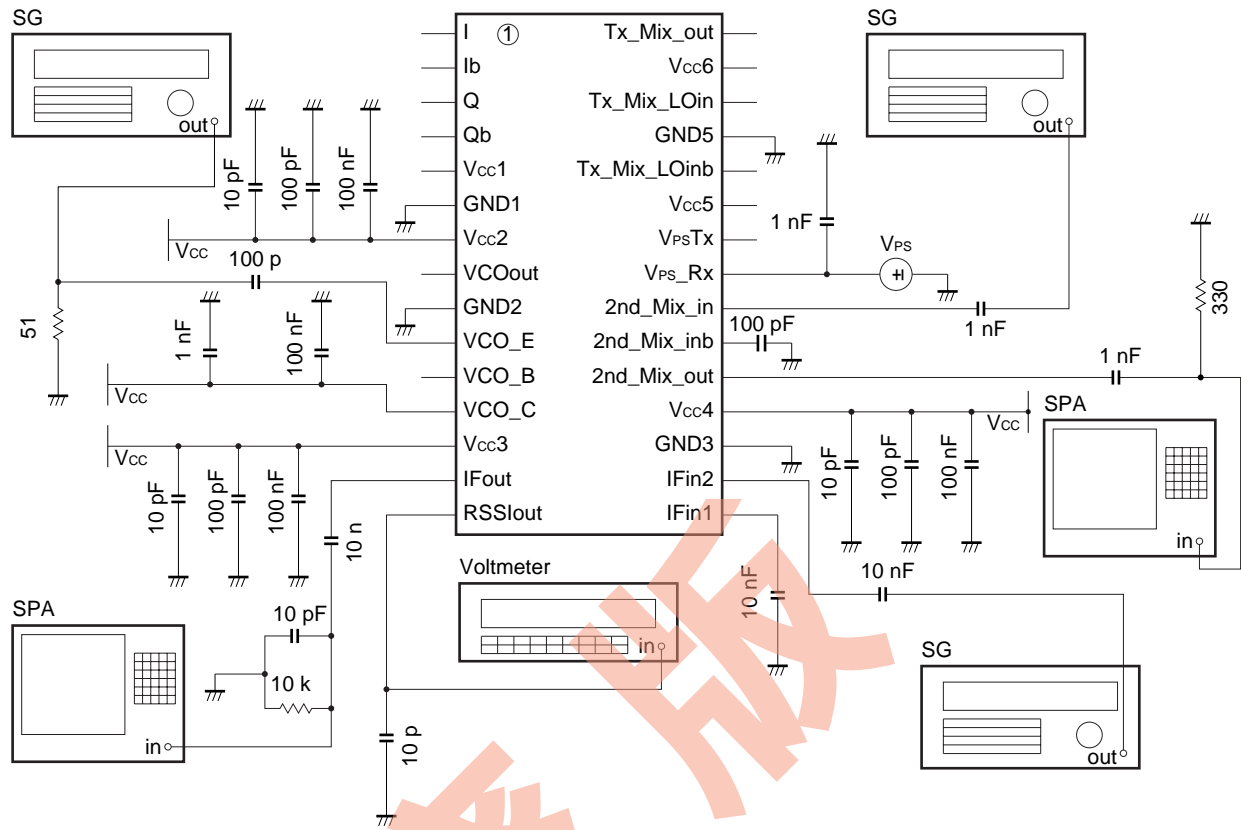 SG
out
SG
out
I
①
Ib
Q
Qb
Vcc1
GND1
Vcc2
VCOout
GND2
VCO_E
VCO_B
VCO_C
Vcc3
IFout
RSSIout
Tx_Mix_out
Vcc6
Tx_Mix_LOin
GND5
Tx_Mix_LOinb
Vcc5
VPSTx
VPS_Rx
2nd_Mix_in
2nd_Mix_inb
2nd_Mix_out
Vcc4
GND3
IFin2
IFin1
10 pF
100 pF
100 nF
VCC
100 p
51
1 nF
100 nF
VCC
VCC
10 pF
100 pF
100 nF
10 n
SPA
in
10 pF
10 k
Voltmeter
in
10 p
1 nF
VPS
1 nF
100 pF
330
1 nF
VCC
SPA
in
10 pF
100 pF
100 nF
10 nF
10 nF
SG
out
版